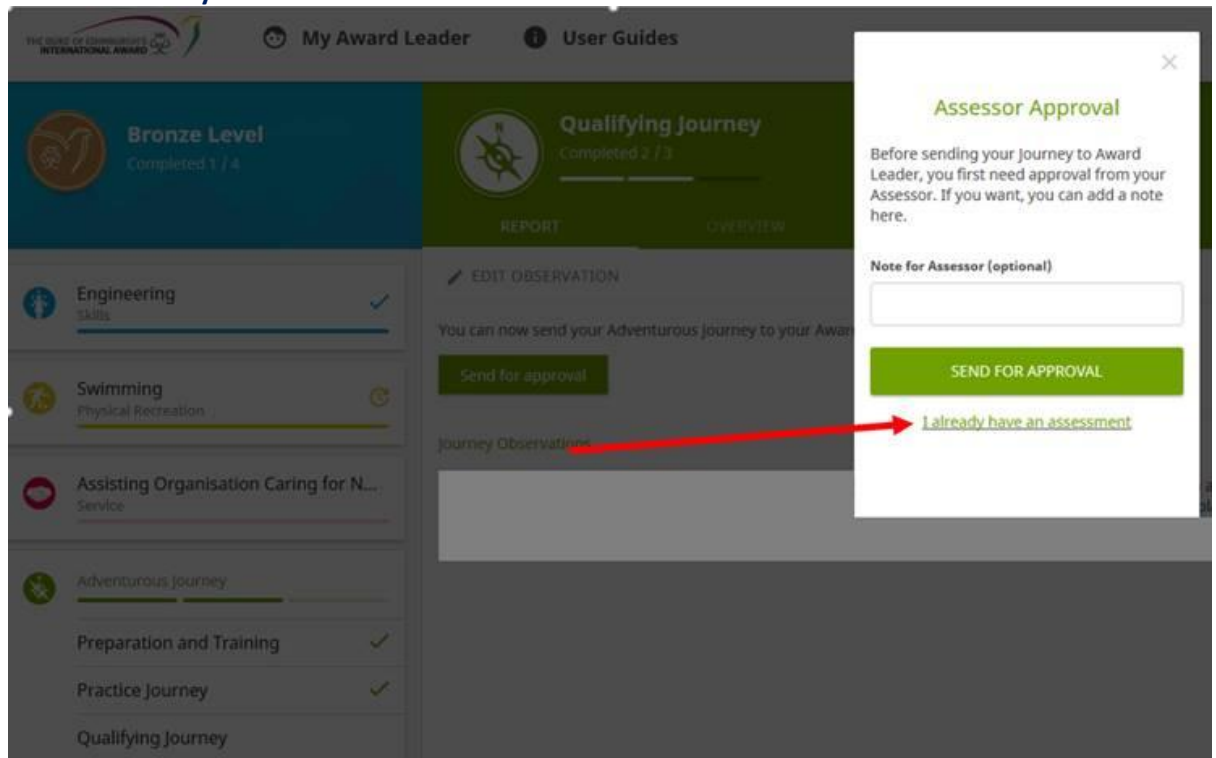 THE DUKE OF EDINBURGH'S
INTERNATIONAL AWARD
My Award Leader
User Guides
Bronze Level
Completed 1 / 4
Qualifying Journey
Completed 2 / 3
REPORT
OVERVIEW
Engineering
Skills
Swimming
Physical Recreation
Assisting Organisation Caring for N...
Service
Adventurous Journey
Preparation and Training
Practice Journey
Qualifying Journey
EDIT OBSERVATION
You can now send your Adventurous Journey to your Awar
Send for approval
Journey Observations
Assessor Approval
Before sending your Journey to Award
Leader, you first need approval from your
Assessor. If you want, you can add a note
here.
Note for Assessor (optional)
SEND FOR APPROVAL
I already have an assessment